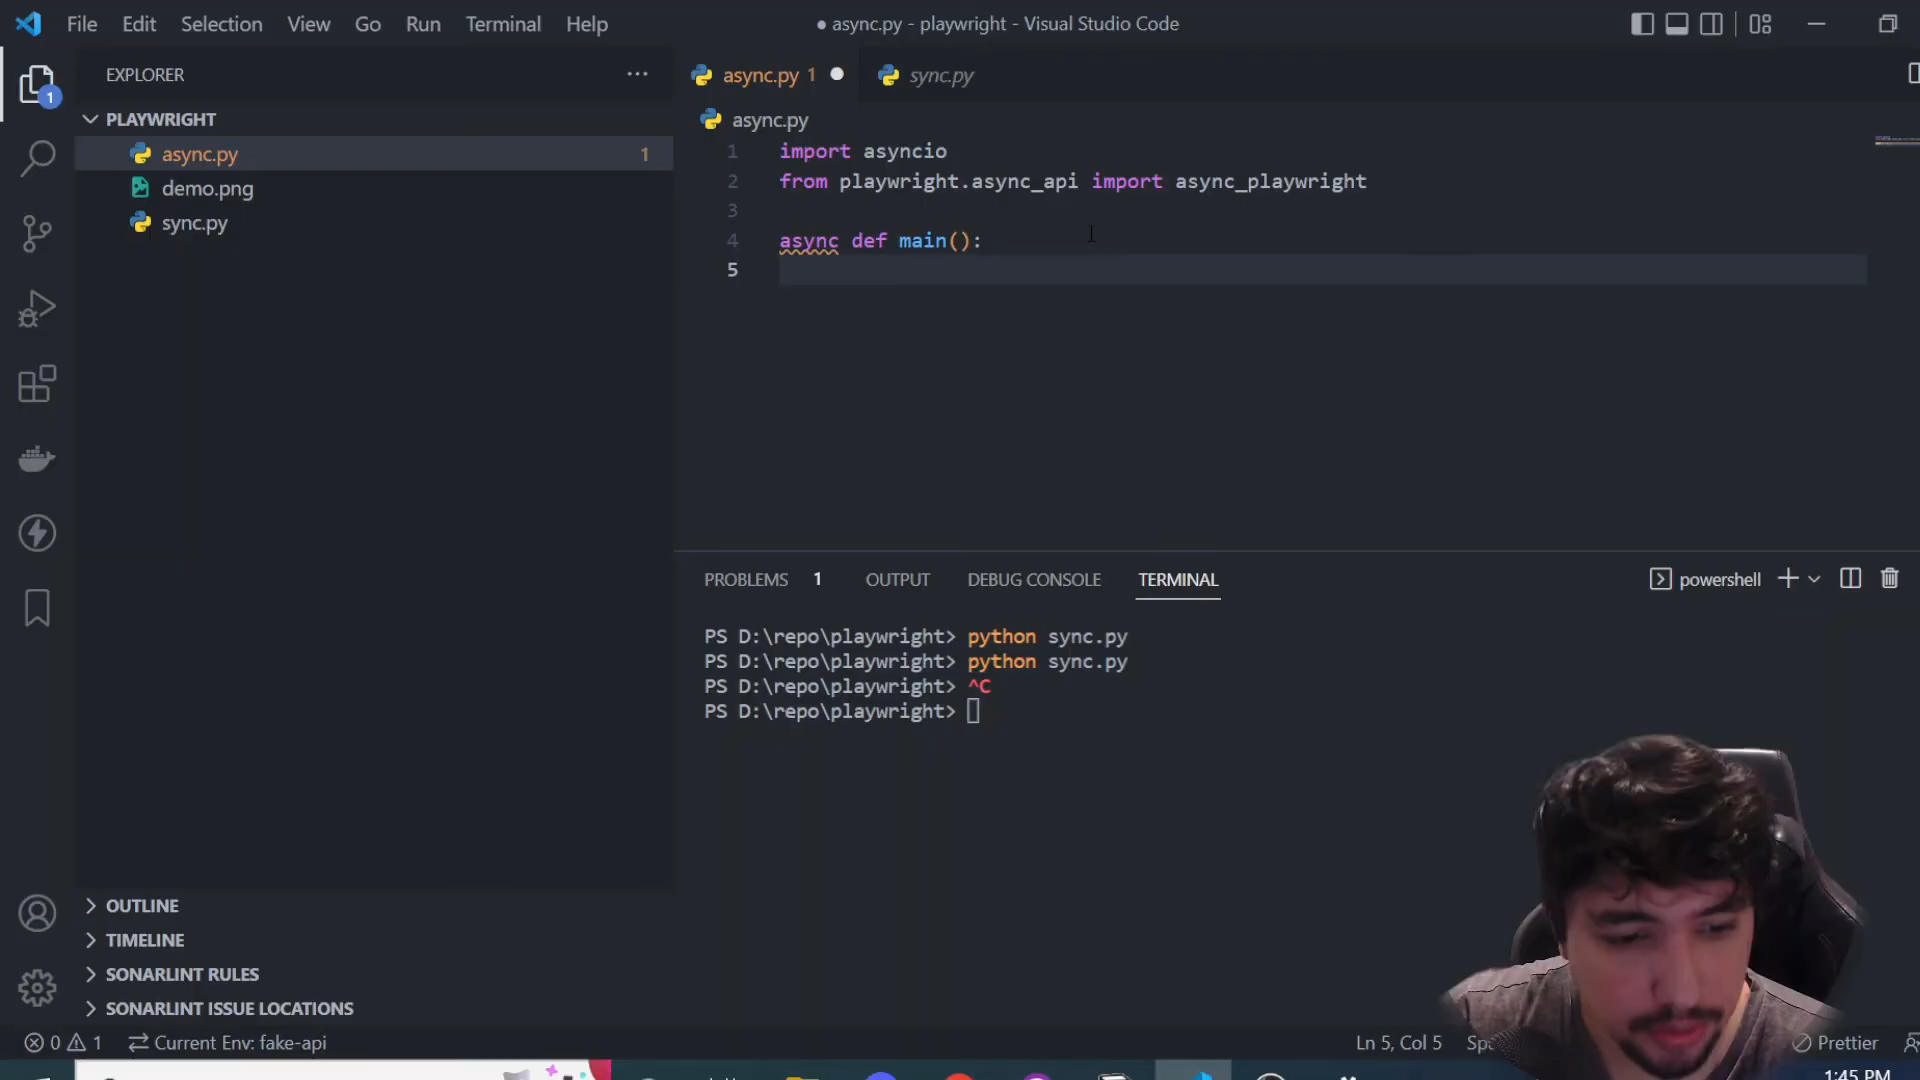 File Edit Selection View Go Run Terminal Help
● async.py - playwright - Visual Studio Code
EXPLORER ···
1
PLAYWRIGHT
async.py 1
demo.png
sync.py
OUTLINE
TIMELINE
SONARLINT RULES
SONARLINT ISSUE LOCATIONS
async.py 1
sync.py
async.py
1 import asyncio
2 from playwright.async_api import async_playwright
3
4 async def main():
5
PROBLEMS 1 OUTPUT DEBUG CONSOLE TERMINAL
powershell
PS D:\repo\playwright> python sync.py
PS D:\repo\playwright> python sync.py
PS D:\repo\playwright> ^C
PS D:\repo\playwright>
0 1 Current Env: fake-api
Ln 5, Col 5
Prettier
1:45 PM